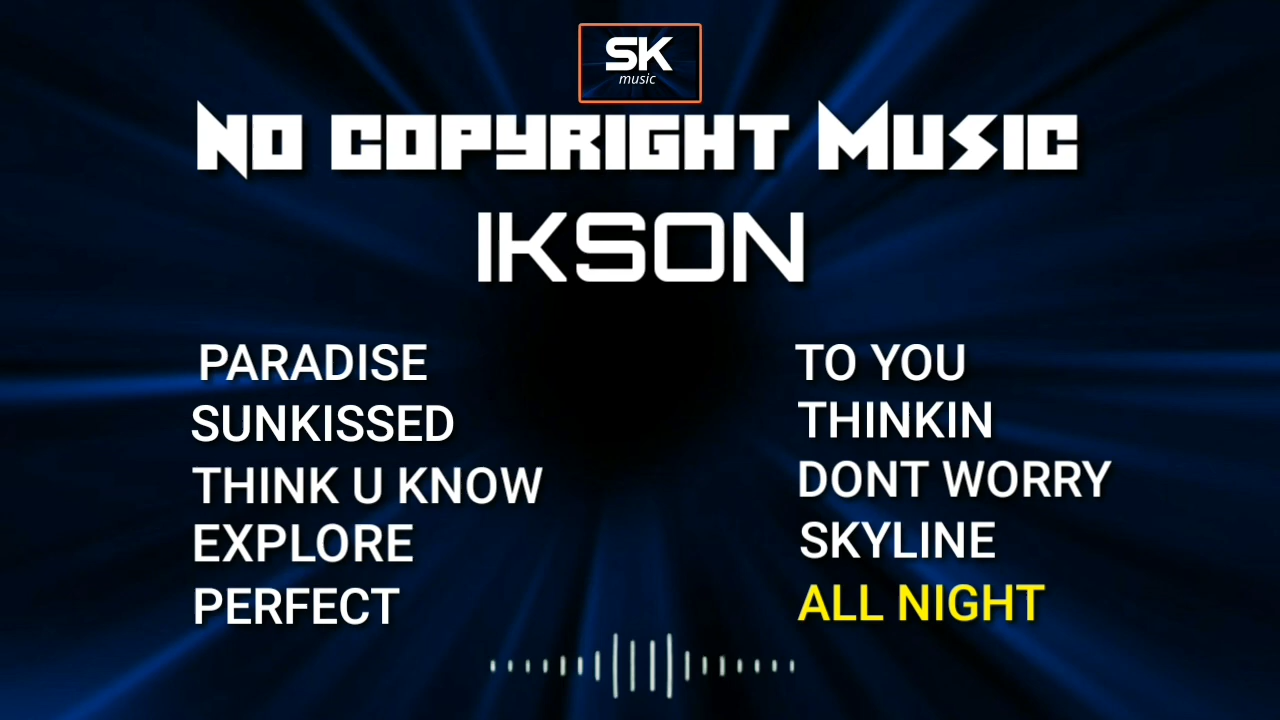 SK
music
No copyright Music
IKSON
PARADISE
SUNKISSED
THINK U KNOW
EXPLORE
PERFECT
TO YOU
THINKIN
DONT WORRY
SKYLINE
ALL NIGHT